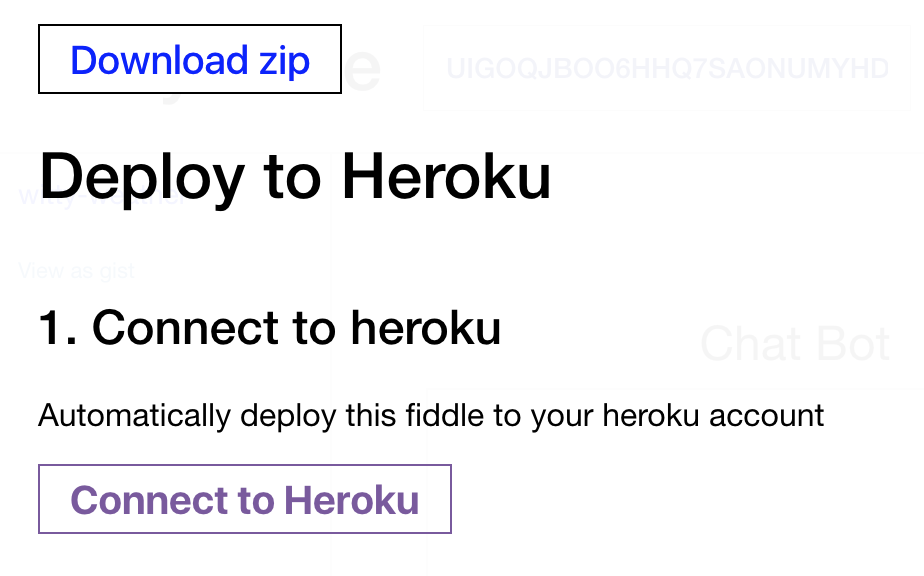 Download zip
UIGOQJBOO6HHQ7SAONUMYHD
Deploy to Heroku
View as gist
1. Connect to heroku
Chat Bot
Automatically deploy this fiddle to your heroku account
Connect to Heroku